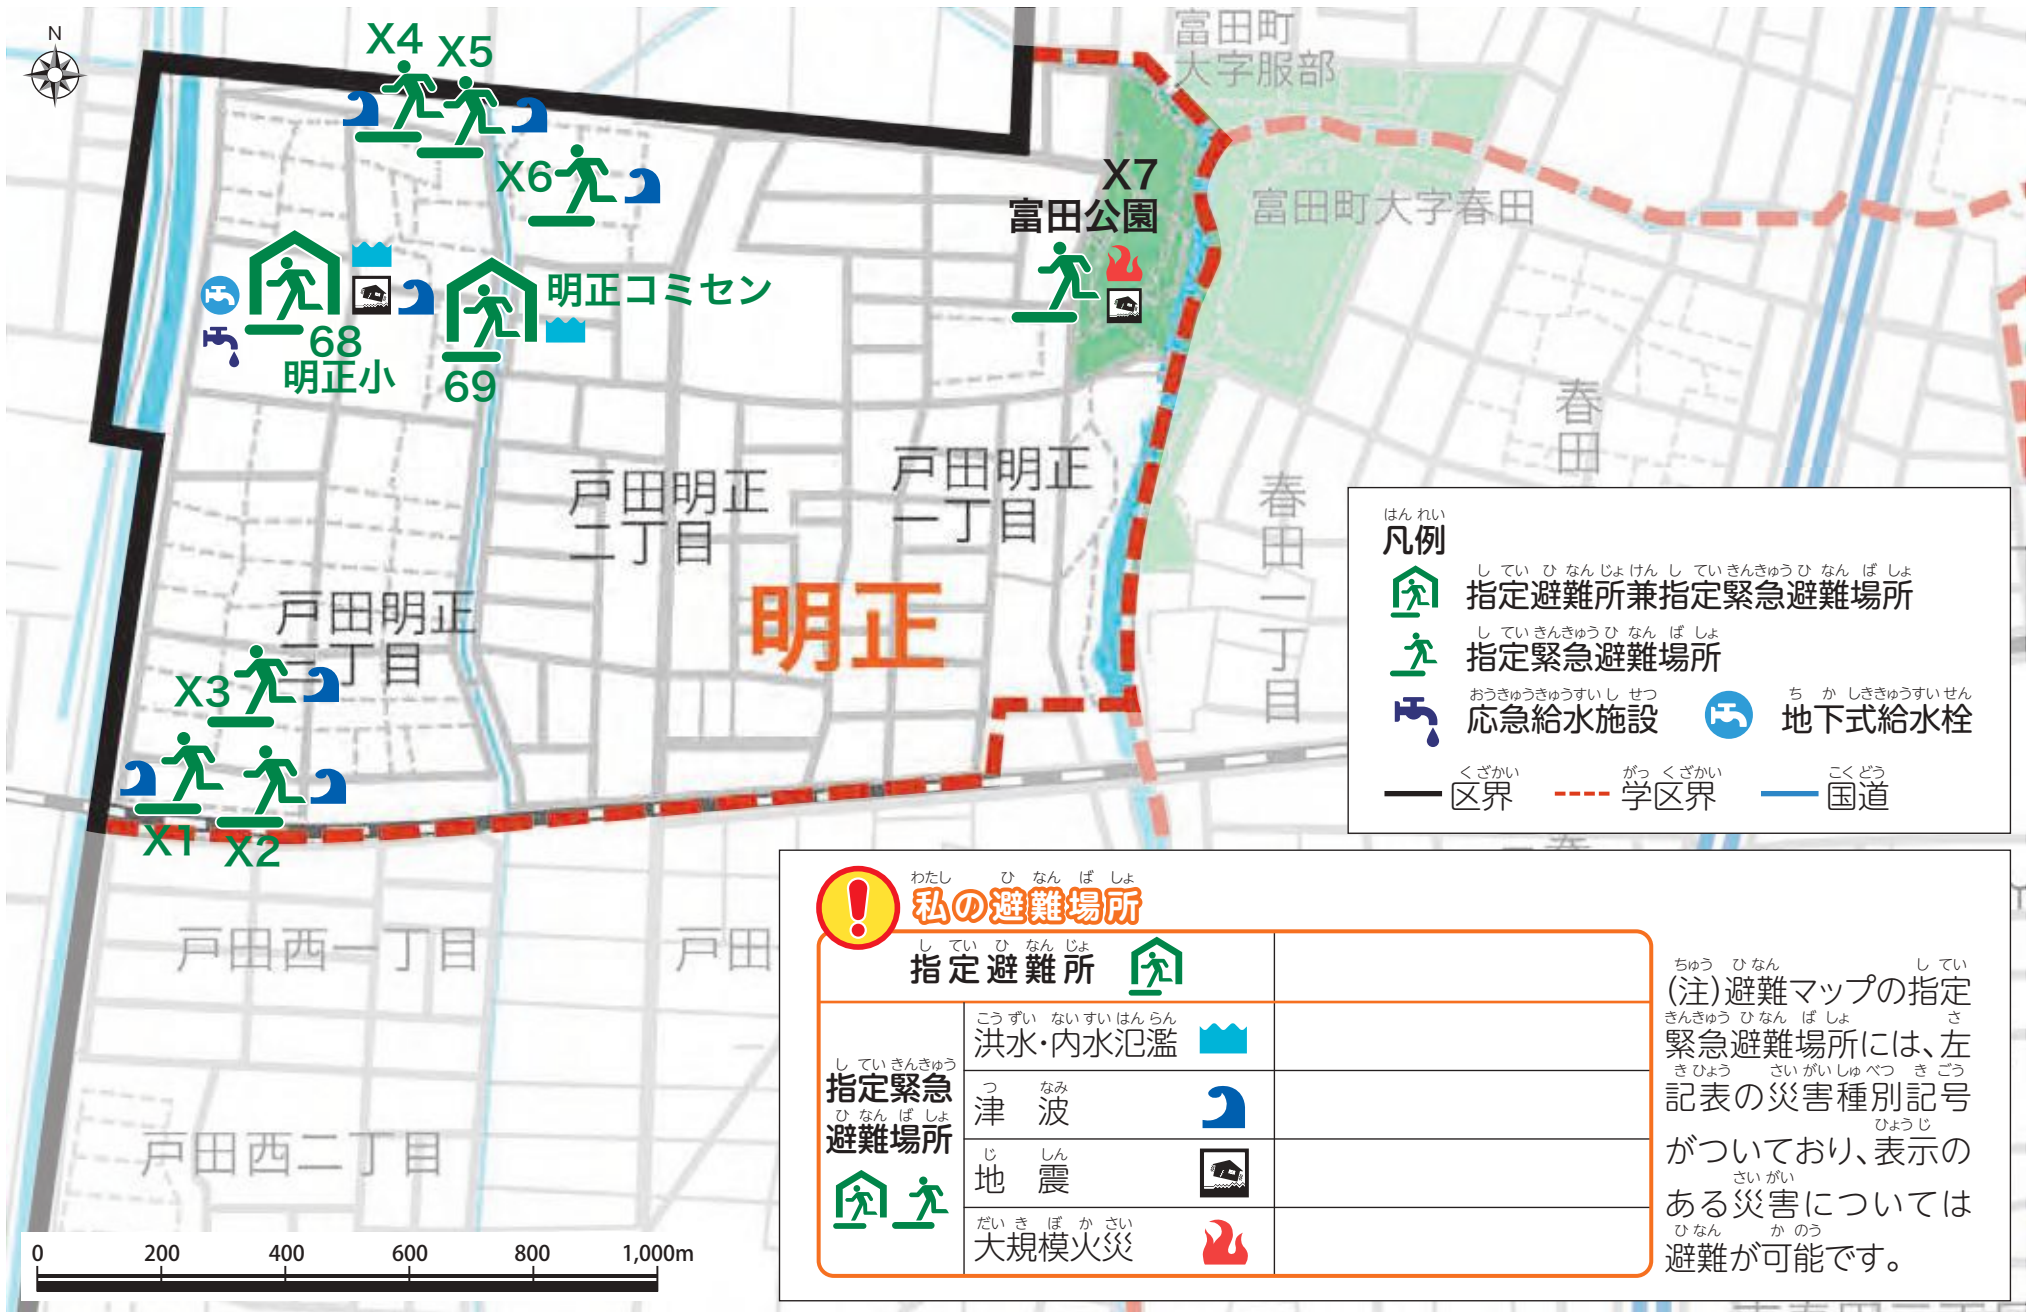 N
X4
X5
X6
富田町
大字服部
X7
富田公園
富田町大字春田
明正コミセン
68
明正小
69
戸田明正
二丁目
戸田明正
一丁目
春田
春田一丁目
戸田明正
三丁目
明正
X3
X1
X2
戸田西一丁目
戸田
戸田西二丁目
はんれい
凡例
していひなんじょけんしていきんきゅうひなんばしょ
指定避難所兼指定緊急避難場所
していきんきゅうひなんばしょ
指定緊急避難場所
おうきゅうきゅうすいしせつ
応急給水施設
ちかしききゅうすいせん
地下式給水栓
くざかい
区界
がっくざかい
学区界
こくどう
国道
わたし ひなんばしょ
私の避難場所
していひなんじょ
指定避難所
していきんきゅう
指定緊急
ひなんばしょ
避難場所
こうずい ないすいはんらん
洪水・内水氾濫
つなみ
津波
じしん
地震
だいきぼかさい
大規模火災
ちゅう ひなん してい
(注)避難マップの指定
きんきゅうひなんばしょ さ
緊急避難場所には、左
きひょう さいがいしゅべつきごう
記表の災害種別記号
ひょうじ
がついており、表示の
さいがい
ある災害については
ひなん かのう
避難が可能です。
0 200 400 600 800 1,000m